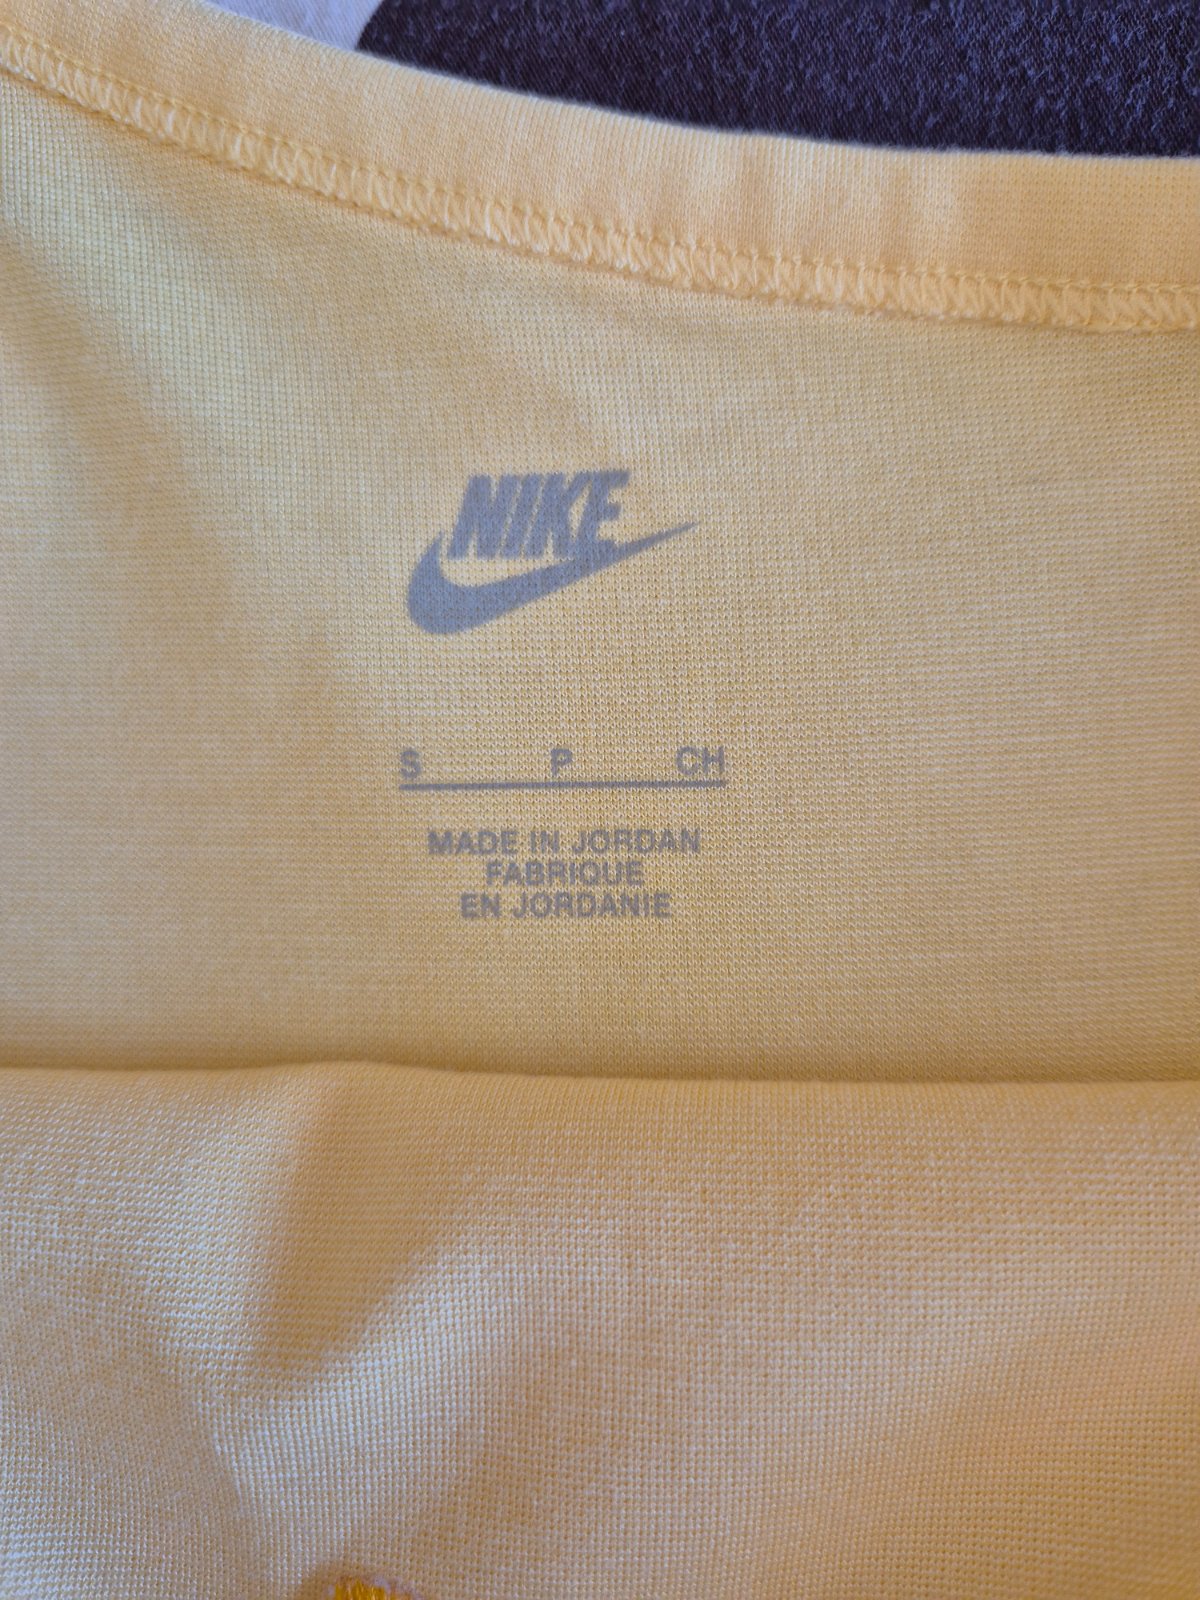 NIKE
S P CH
MADE IN JORDAN
FABRIQUE
EN JORDANIE